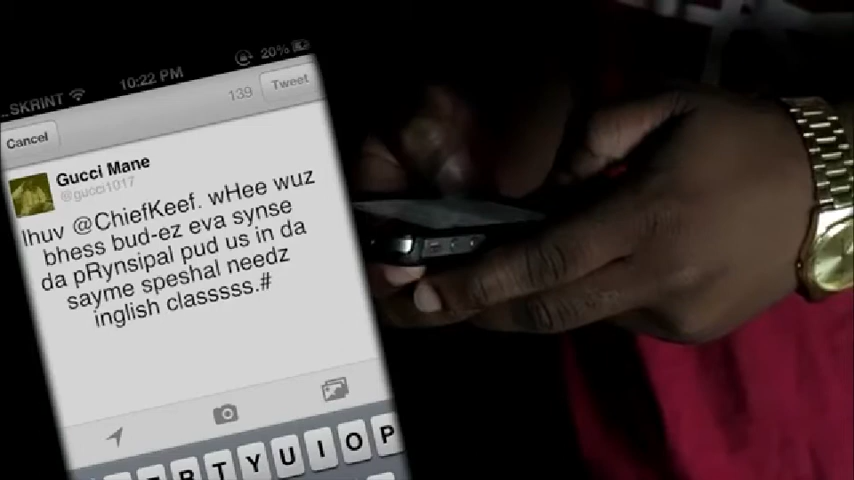 ..SKRINT 10:22 PM 20%
Cancel 139 Tweet
Gucci Mane
@gucci1017
Ihuv @ChiefKeef. wHee wuz
bhess bud-ez eva synse
da pRynsipal pud us in da
sayme speshal needz
inglish classssss.#
R T Y U I O P